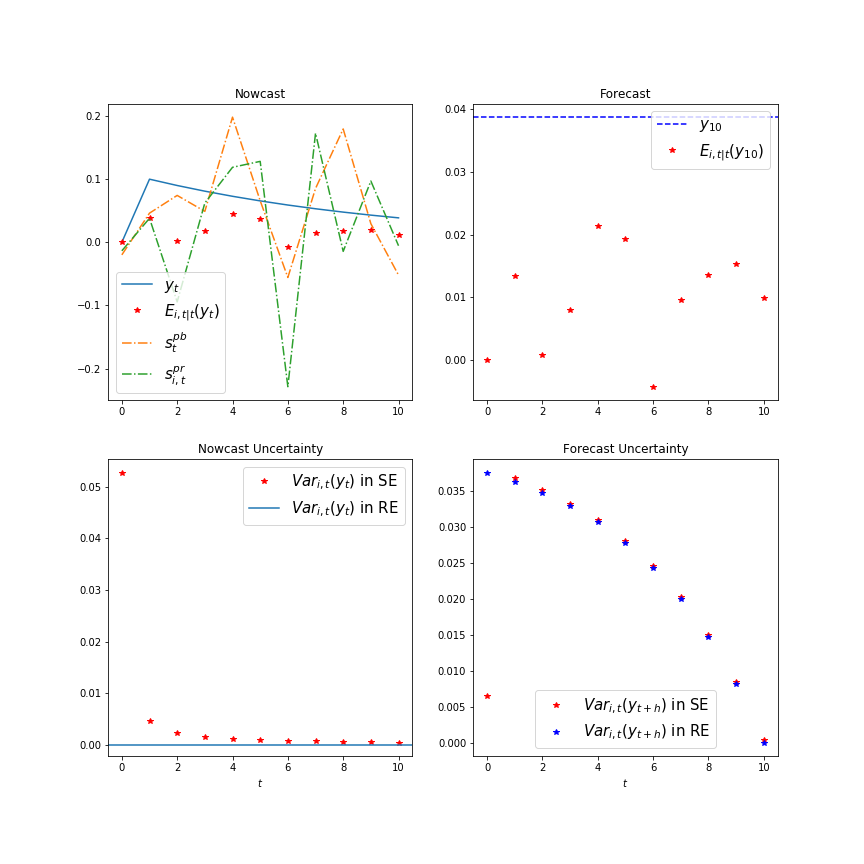 Nowcast
0.2
0.1
0.0
−0.1
−0.2
y_t
E_{i,t|t}(y_t)
s_t^{pb}
s_{i,t}^{pr}
0 2 4 6 8 10
Forecast
0.04
0.03
0.02
0.01
0.00
y_{10}
E_{i,t|t}(y_{10})
0 2 4 6 8 10
Nowcast Uncertainty
0.05
0.04
0.03
0.02
0.01
0.00
Var_{i,t}(y_t) in SE
Var_{i,t}(y_t) in RE
0 2 4 6 8 10
t
Forecast Uncertainty
0.035
0.030
0.025
0.020
0.015
0.010
0.005
0.000
Var_{i,t}(y_{t+h}) in SE
Var_{i,t}(y_{t+h}) in RE
0 2 4 6 8 10
t